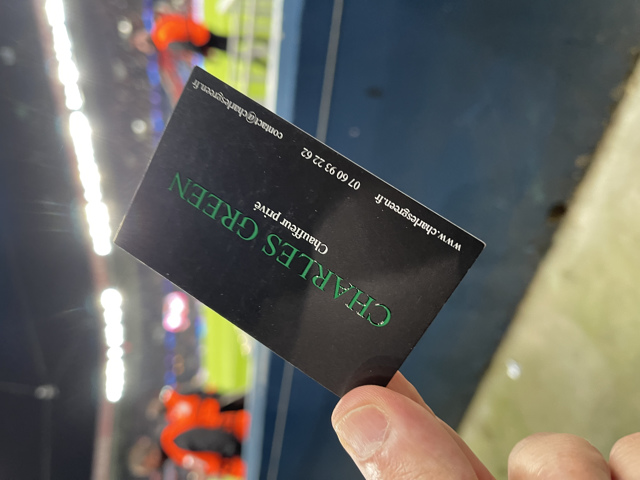 CHARLES GREEN
Chauffeur privé
www.charlesgreen.fr 07 60 93 22 62 contact@charlesgreen.fr